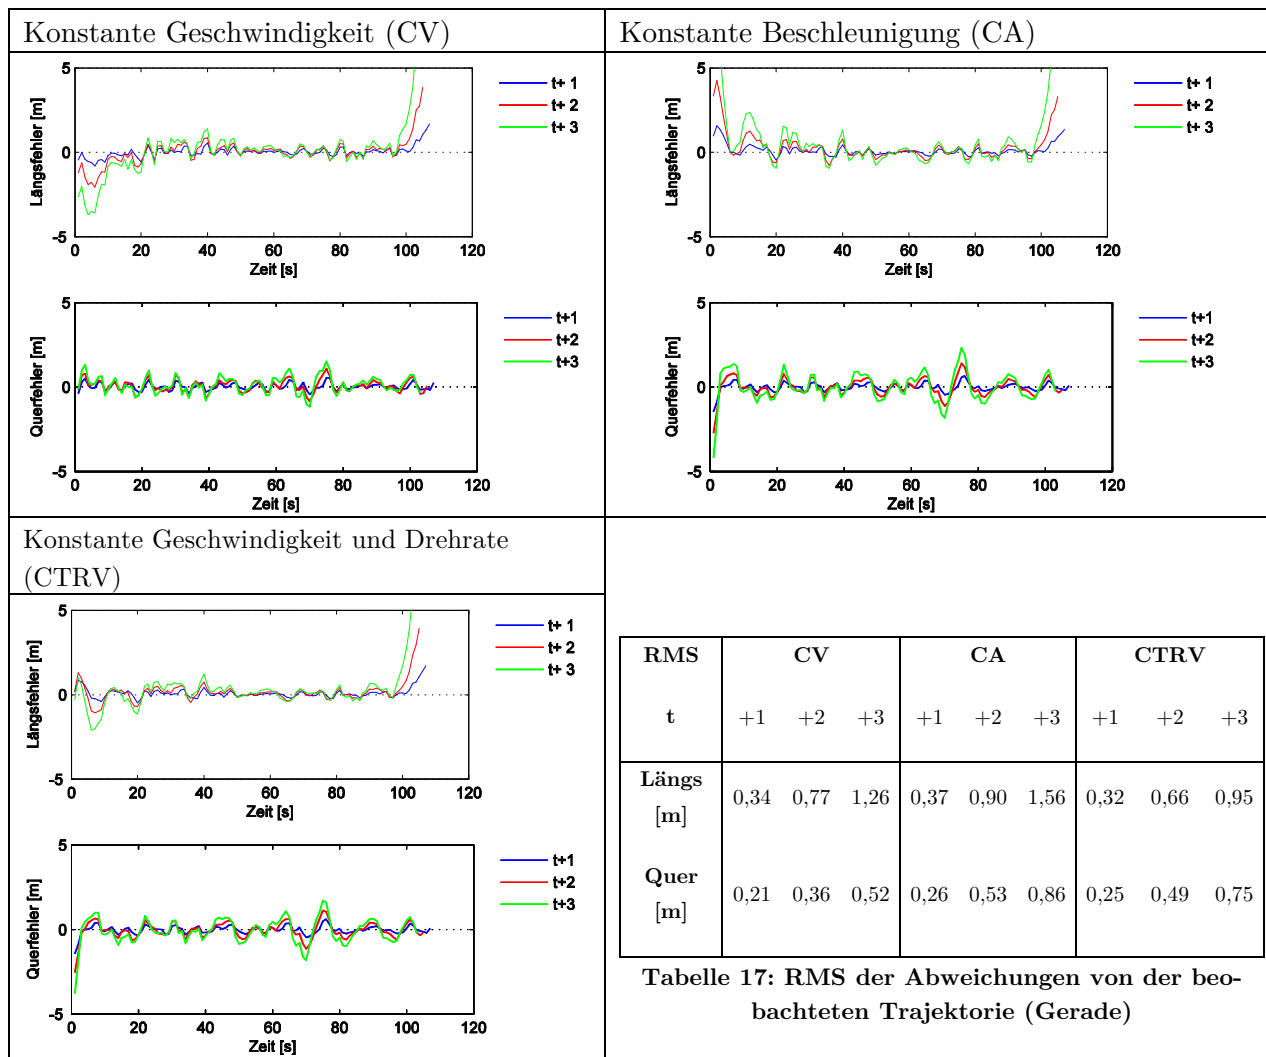 Konstante Geschwindigkeit (CV)
5
0
-5
Längsfehler [m]
0 20 40 60 80 100 120
Zeit [s]
t+ 1
t+ 2
t+ 3
5
0
-5
Querfehler [m]
0 20 40 60 80 100 120
Zeit [s]
t+1
t+2
t+3
Konstante Beschleunigung (CA)
5
0
-5
Längsfehler [m]
0 20 40 60 80 100 120
Zeit [s]
t+ 1
t+ 2
t+ 3
5
0
-5
Querfehler [m]
0 20 40 60 80 100 120
Zeit [s]
t+1
t+2
t+3
Konstante Geschwindigkeit und Drehrate
(CTRV)
5
0
-5
Längsfehler [m]
0 20 40 60 80 100 120
Zeit [s]
t+ 1
t+ 2
t+ 3
5
0
-5
Querfehler [m]
0 20 40 60 80 100 120
Zeit [s]
t+1
t+2
t+3
RMS CV CA CTRV
t +1 +2 +3 +1 +2 +3 +1 +2 +3
Längs
[m] 0,34 0,77 1,26 0,37 0,90 1,56 0,32 0,66 0,95
Quer
[m] 0,21 0,36 0,52 0,26 0,53 0,86 0,25 0,49 0,75
Tabelle 17: RMS der Abweichungen von der beo-
bachteten Trajektorie (Gerade)